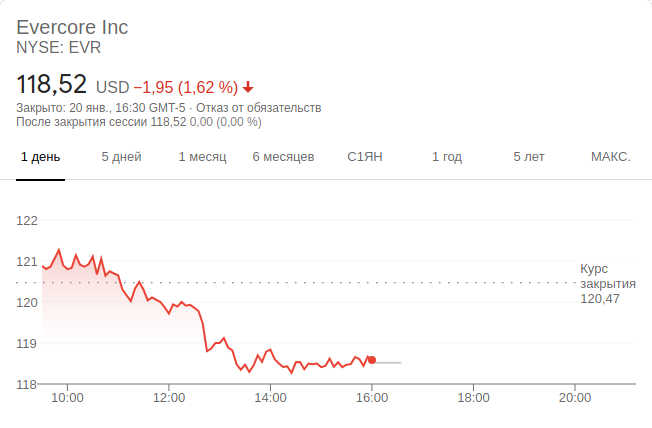 Evercore Inc
NYSE: EVR
118,52 USD −1,95 (1,62 %)
Закрыто: 20 янв., 16:30 GMT-5 · Отказ от обязательств
После закрытия сессии 118,52 0,00 (0,00 %)
1 день 5 дней 1 месяц 6 месяцев С1ЯН 1 год 5 лет МАКС.
122
121
Курс
закрытия
120,47
120
119
118
10:00 12:00 14:00 16:00 18:00 20:00